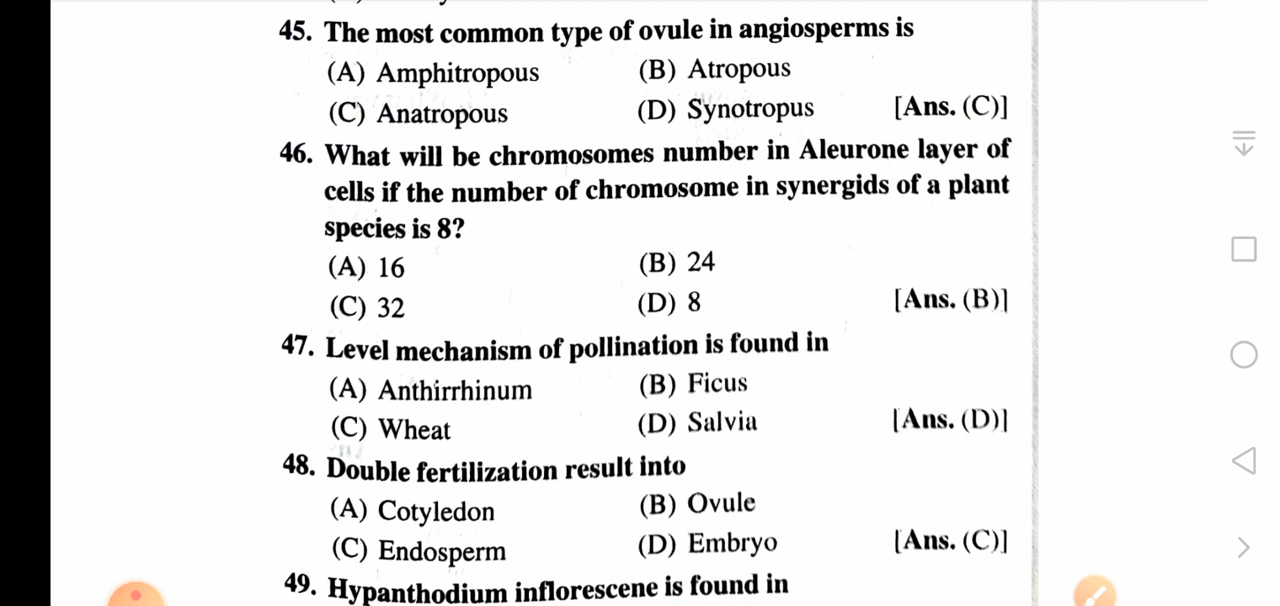 45. The most common type of ovule in angiosperms is
(A) Amphitropous (B) Atropous
(C) Anatropous (D) Synotropus [Ans. (C)]
46. What will be chromosomes number in Aleurone layer of
cells if the number of chromosome in synergids of a plant
species is 8?
(A) 16 (B) 24
(C) 32 (D) 8 [Ans. (B)]
47. Level mechanism of pollination is found in
(A) Anthirrhinum (B) Ficus
(C) Wheat (D) Salvia [Ans. (D)]
48. Double fertilization result into
(A) Cotyledon (B) Ovule
(C) Endosperm (D) Embryo [Ans. (C)]
49. Hypanthodium inflorescene is found in